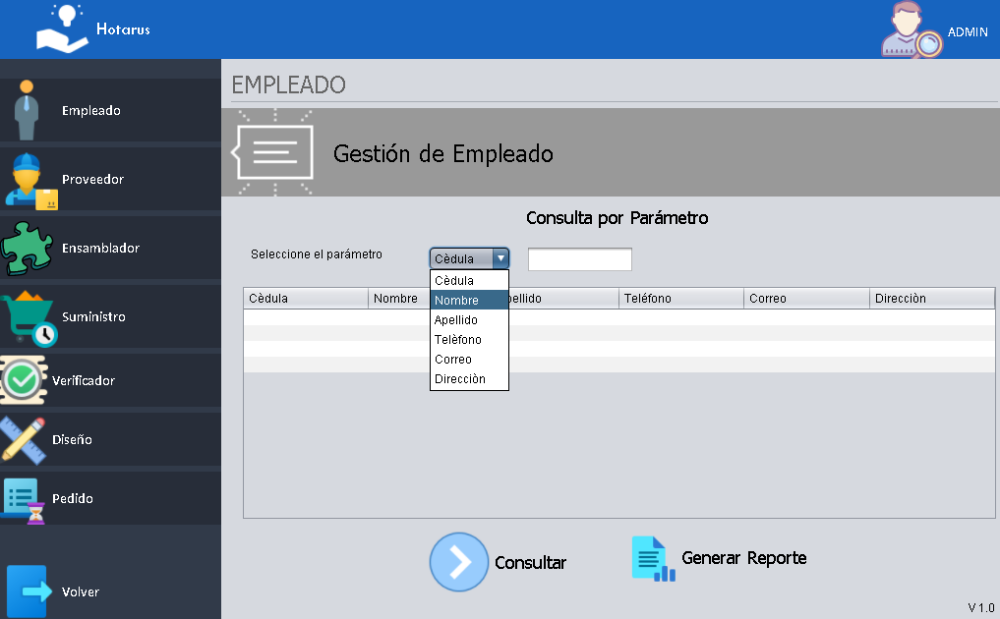 Hotarus
ADMIN
Empleado
Proveedor
Ensamblador
Suministro
Verificador
Diseño
Pedido
Volver
EMPLEADO
Gestión de Empleado
Consulta por Parámetro
Seleccione el parámetro
Cèdula
Cèdula
Nombre
Apellido
Telèfono
Correo
Direcciòn
Cèdula Nombre pellido Teléfono Correo Direcciòn
Consultar
Generar Reporte
V 1.0